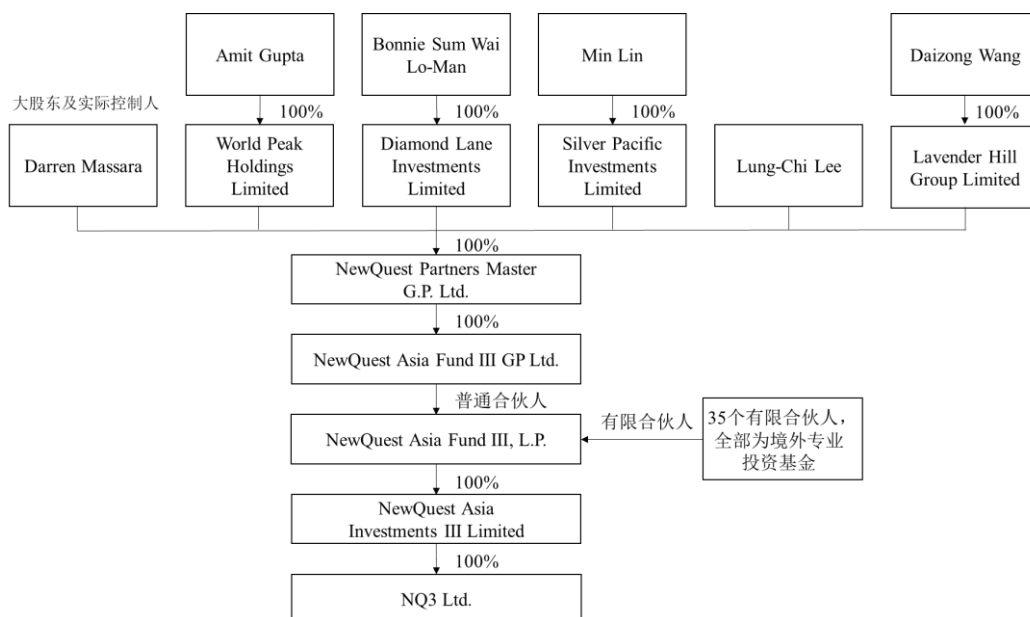 Amit Gupta
Bonnie Sum Wai
Lo-Man
Min Lin
Daizong Wang
大股东及实际控制人
100%
100%
100%
100%
Darren Massara
World Peak
Holdings
Limited
Diamond Lane
Investments
Limited
Silver Pacific
Investments
Limited
Lung-Chi Lee
Lavender Hill
Group Limited
100%
NewQuest Partners Master
G.P. Ltd.
100%
NewQuest Asia Fund III GP Ltd.
普通合伙人
有限合伙人
35个有限合伙人，
全部为境外专业
投资基金
NewQuest Asia Fund III, L.P.
100%
NewQuest Asia
Investments III Limited
100%
NQ3 Ltd.